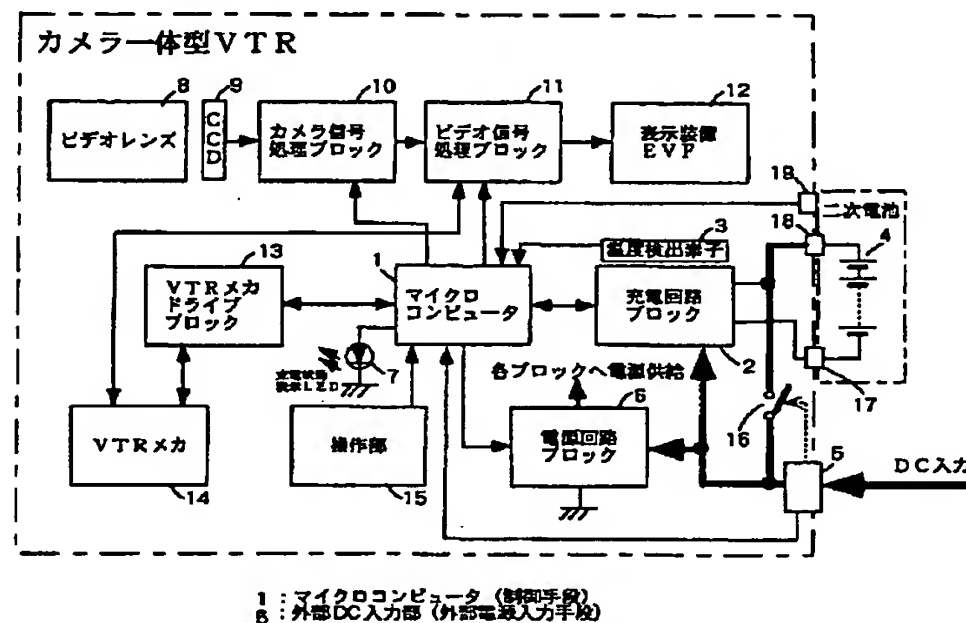 カメラ一体型VTR
8
9
10
11
12
ビデオレンズ
CCD
カメラ信号
処理ブロック
ビデオ信号
処理ブロック
表示装置
EVF
19
二次電池
18
4
3
温度検出素子
13
1
VTRメカ
ドライブ
ブロック
マイクロ
コンピュータ
充電回路
ブロック
2
7
17
各ブロックへ電源供給
6
16
VTRメカ
操作部
電源回路
ブロック
5
DC入力
14
15
1：マイクロコンピュータ（制御手段）
5：外部DC入力部（外部電源入力手段）